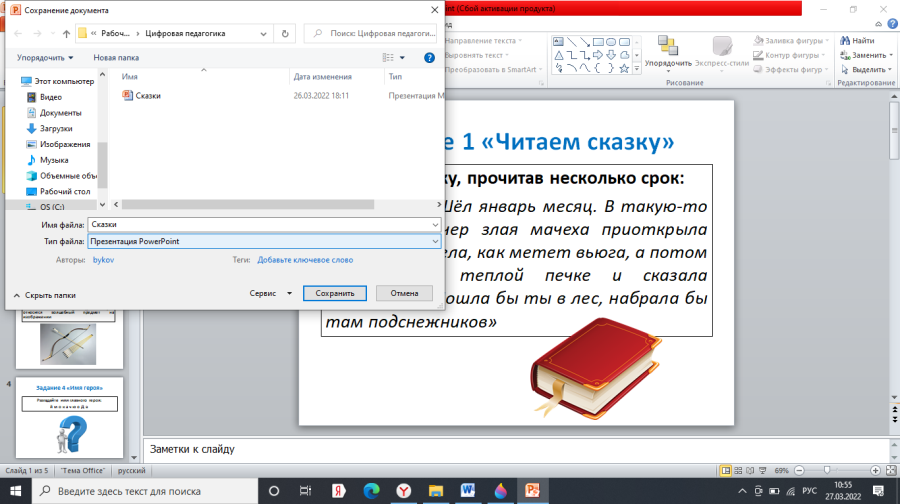 Сохранение документа
Рабоч...
Цифровая педагогика
Поиск: Цифровая педагоги...
Упорядочить
Новая папка
Этот компьютер
Видео
Документы
Загрузки
Изображения
Музыка
Объемные объ
Рабочий стол
OS (C:)
Имя
Дата изменения
Тип
Сказки
26.03.2022 18:11
Презентация M
Имя файла:
Сказки
Тип файла:
Презентация PowerPoint
Авторы:
bykov
Теги:
Добавьте ключевое слово
Скрыть папки
Сервис
Сохранить
Отмена
int (Сбой активации продукта)
Направление текста
Выровнять текст
Преобразовать в SmartArt
Упорядочить
Экспресс-стили
Заливка фигуры
Контур фигуры
Эффекты фигур
Рисование
Найти
Заменить
Выделить
Редактирование
е 1 «Читаем сказку»
ку, прочитав несколько срок:
Шёл январь месяц. В такую-то
нер злая мачеха приоткрыла
ела, как метет вьюга, а потом
теплой печке и сказала
ошла бы ты в лес, набрала бы
там подснежников»
4
Задание 4 «Имя героя»
Заметки к слайду
Слайд 1 из 5
"Тема Office"
русский
69%
Введите здесь текст для поиска
РУС
10:55
27.03.2022